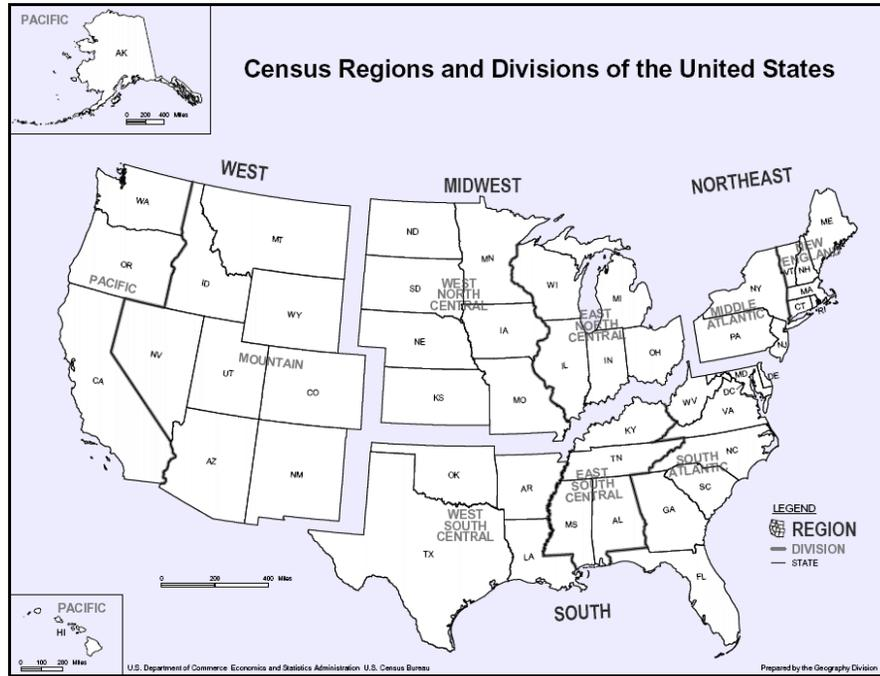 PACIFIC
AK
0 200 400 Miles
Census Regions and Divisions of the United States
WEST
MIDWEST
NORTHEAST
WA
MT
ND
MN
ME
OR
ID
SD
WI
MI
NY
VT
NH
NEW
ENGLAND
PACIFIC
WY
WEST
NORTH
CENTRAL
MA
CT
RI
NE
IA
EAST
NORTH
CENTRAL
MIDDLE
ATLANTIC
PA
NJ
NV
UT
MOUNTAIN
CO
CA
KS
MO
IL
IN
OH
WV
MD
DE
DC
VA
KY
AZ
NM
OK
AR
TN
NC
SOUTH
ATLANTIC
SC
EAST
SOUTH
CENTRAL
WEST
SOUTH
CENTRAL
TX
LA
MS
AL
GA
FL
LEGEND
REGION
DIVISION
STATE
0 200 400 Miles
SOUTH
PACIFIC
HI
0 100 200 Miles
U.S. Department of Commerce Economics and Statistics Administration U.S. Census Bureau
Prepared by the Geography Division